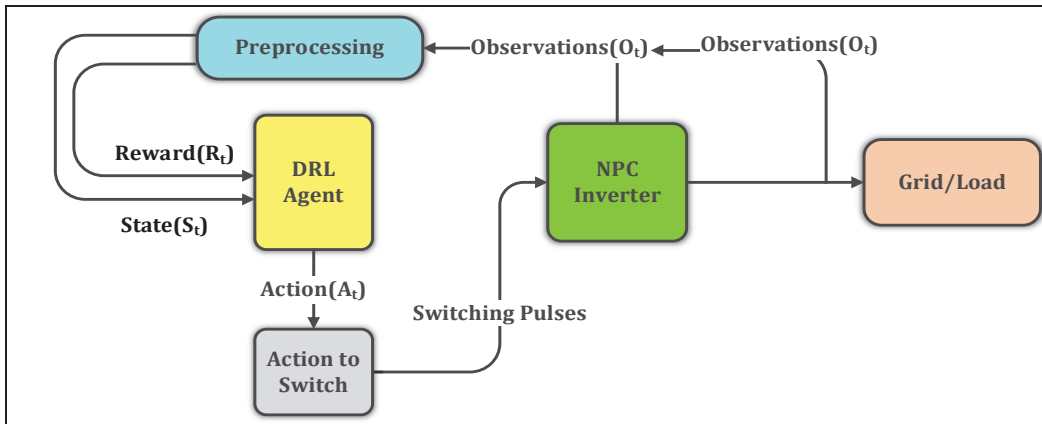 Preprocessing
Observations(Oₜ)
Observations(Oₜ)
Reward(Rₜ)
DRL
Agent
NPC
Inverter
Grid/Load
State(Sₜ)
Action(Aₜ)
Switching Pulses
Action to
Switch